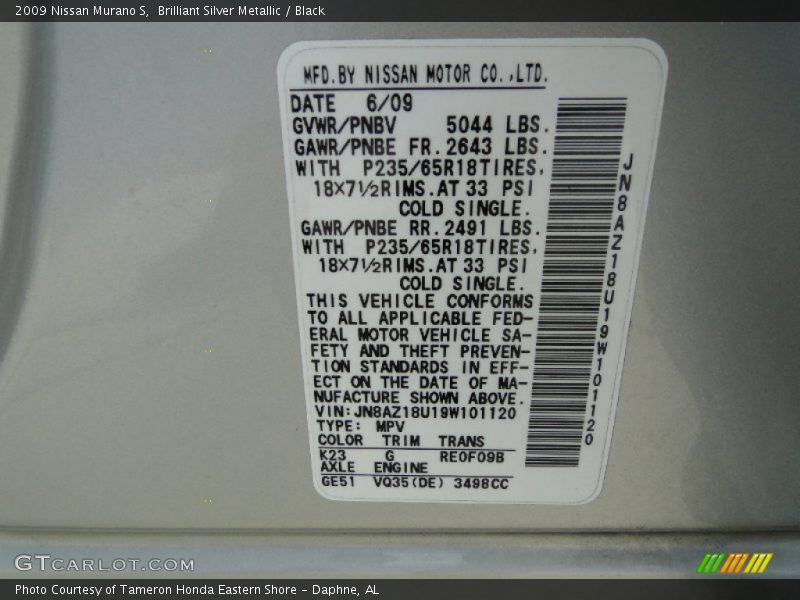 2009 Nissan Murano S,  Brilliant Silver Metallic / Black
MFD.BY NISSAN MOTOR CO.,LTD.
DATE 6/09
GVWR/PNBV 5044 LBS.
GAWR/PNBE FR.2643 LBS.
WITH P235/65R18TIRES,
18×7½RIMS.AT 33 PSI
COLD SINGLE.
GAWR/PNBE RR.2491 LBS.
WITH P235/65R18TIRES,
18×7½RIMS.AT 33 PSI
COLD SINGLE.
THIS VEHICLE CONFORMS
TO ALL APPLICABLE FED-
ERAL MOTOR VEHICLE SA-
FETY AND THEFT PREVEN-
TION STANDARDS IN EFF-
ECT ON THE DATE OF MA-
NUFACTURE SHOWN ABOVE.
VIN:JN8AZ18U19W101120
TYPE: MPV
COLOR TRIM TRANS
K23 G RE0F09B
AXLE ENGINE
GE51 VQ35(DE) 3498CC
JN8AZ18U19W101120
GTCARLOT.COM
Photo Courtesy of Tameron Honda Eastern Shore – Daphne, AL